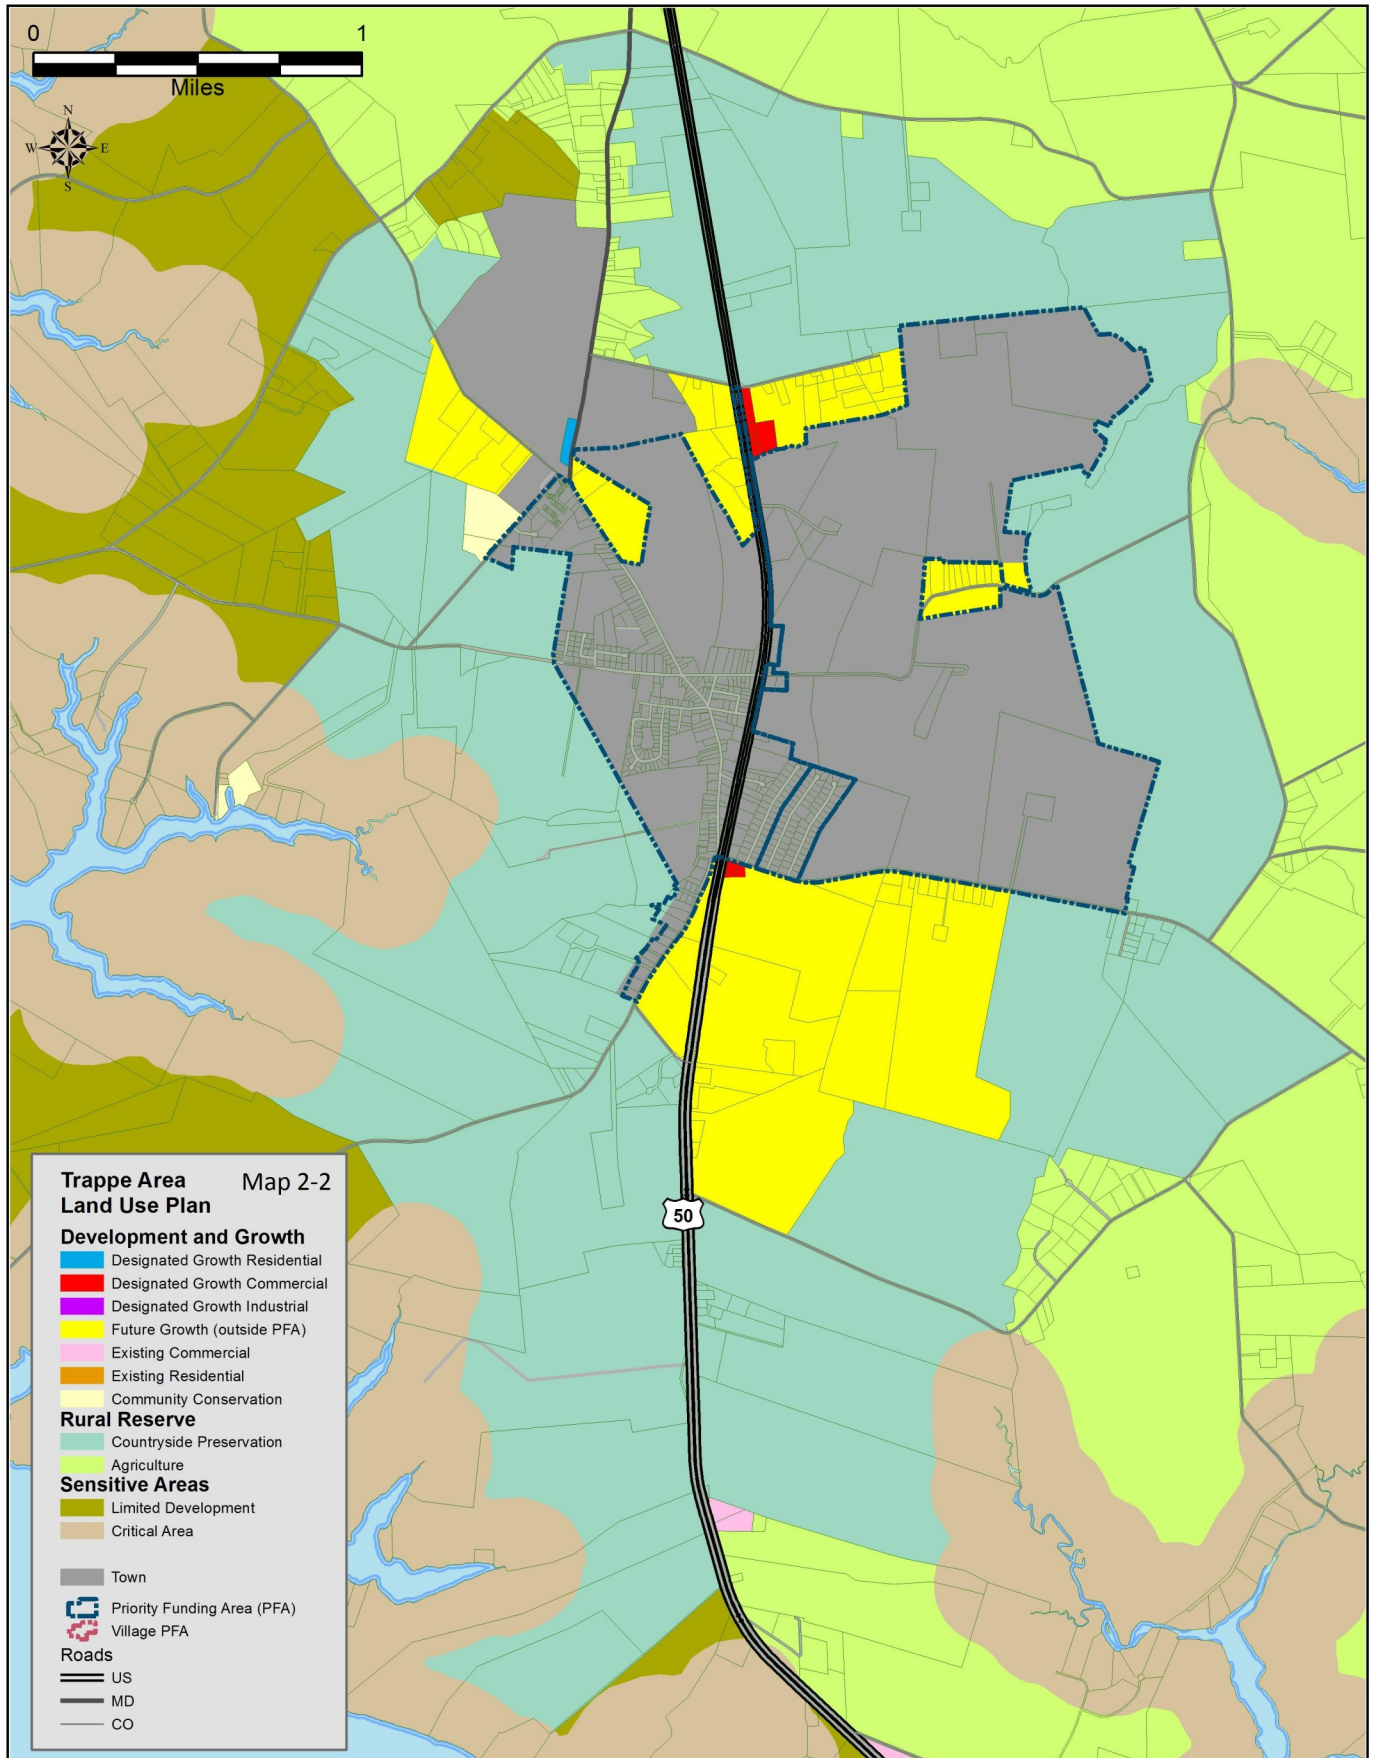 0 1
Miles
N
W E
S
50
Trappe Area Map 2-2
Land Use Plan
Development and Growth
Designated Growth Residential
Designated Growth Commercial
Designated Growth Industrial
Future Growth (outside PFA)
Existing Commercial
Existing Residential
Community Conservation
Rural Reserve
Countryside Preservation
Agriculture
Sensitive Areas
Limited Development
Critical Area
Town
Priority Funding Area (PFA)
Village PFA
Roads
US
MD
CO